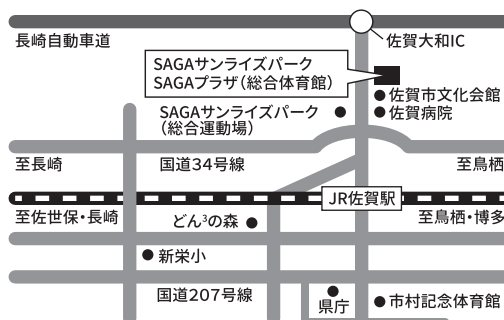 長崎自動車道
佐賀大和IC
SAGAサンライズパーク
SAGAプラザ(総合体育館)
佐賀市文化会館
SAGAサンライズパーク
(総合運動場)
佐賀病院
至長崎
国道34号線
至鳥栖
JR佐賀駅
至佐世保・長崎
どん³の森
至鳥栖・博多
新栄小
国道207号線
県庁
市村記念体育館